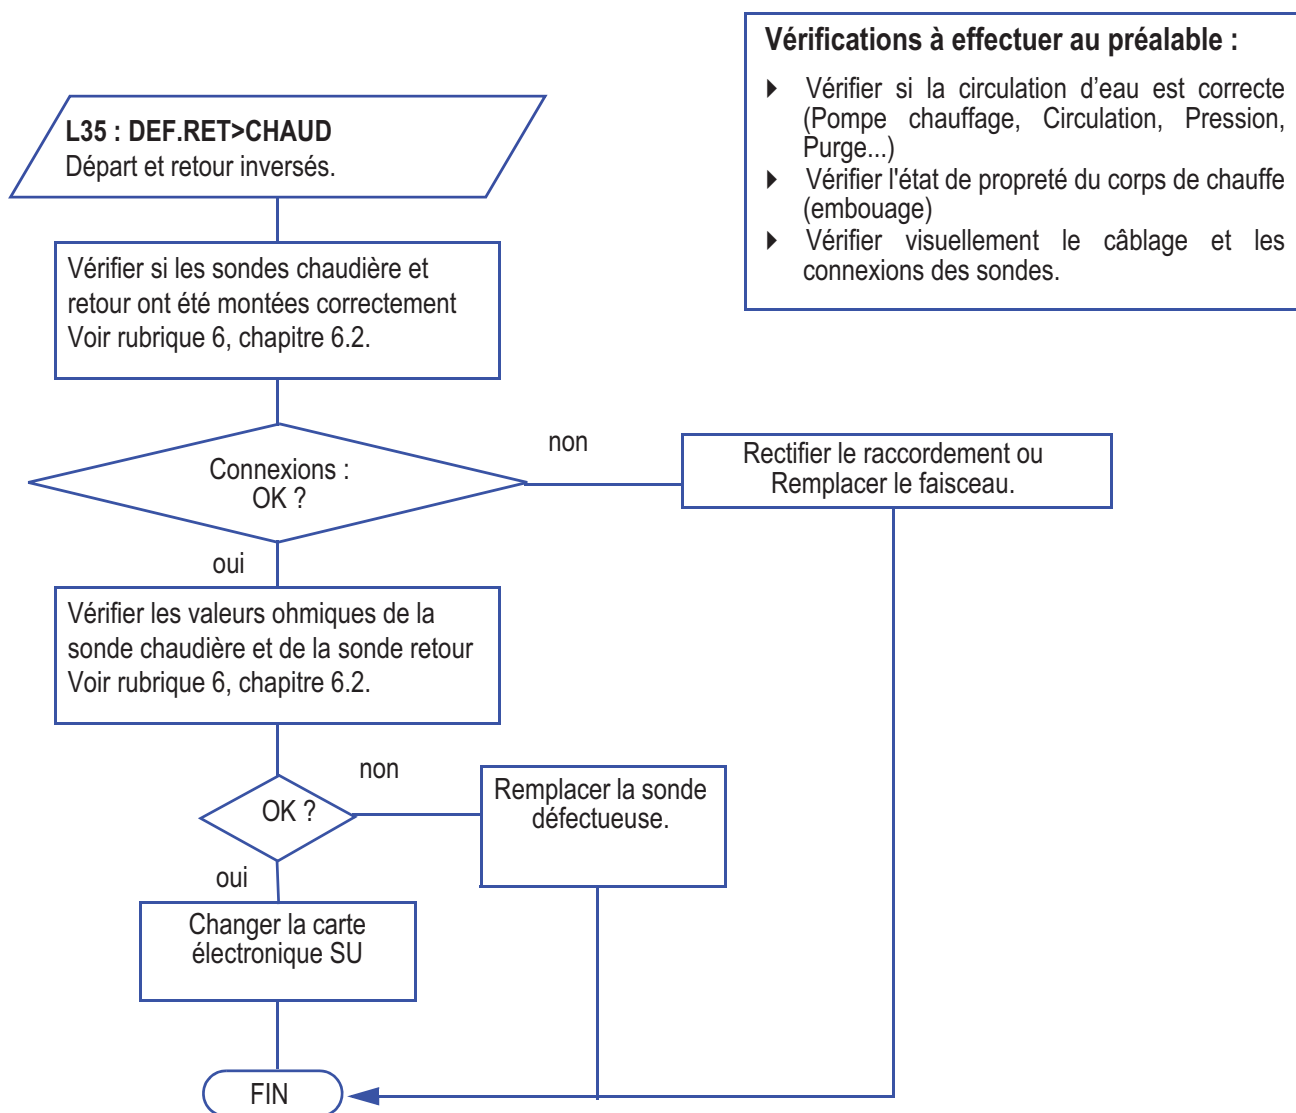 L35 : DEF.RET>CHAUD
Départ et retour inversés.
Vérifications à effectuer au préalable :
Vérifier si la circulation d’eau est correcte
(Pompe chauffage, Circulation, Pression,
Purge...)
Vérifier l'état de propreté du corps de chauffe
(embouage)
Vérifier visuellement le câblage et les
connexions des sondes.
Vérifier si les sondes chaudière et
retour ont été montées correctement
Voir rubrique 6, chapitre 6.2.
Connexions :
OK ?
non
Rectifier le raccordement ou
Remplacer le faisceau.
oui
Vérifier les valeurs ohmiques de la
sonde chaudière et de la sonde retour
Voir rubrique 6, chapitre 6.2.
OK ?
non
Remplacer la sonde
défectueuse.
oui
Changer la carte
électronique SU
FIN